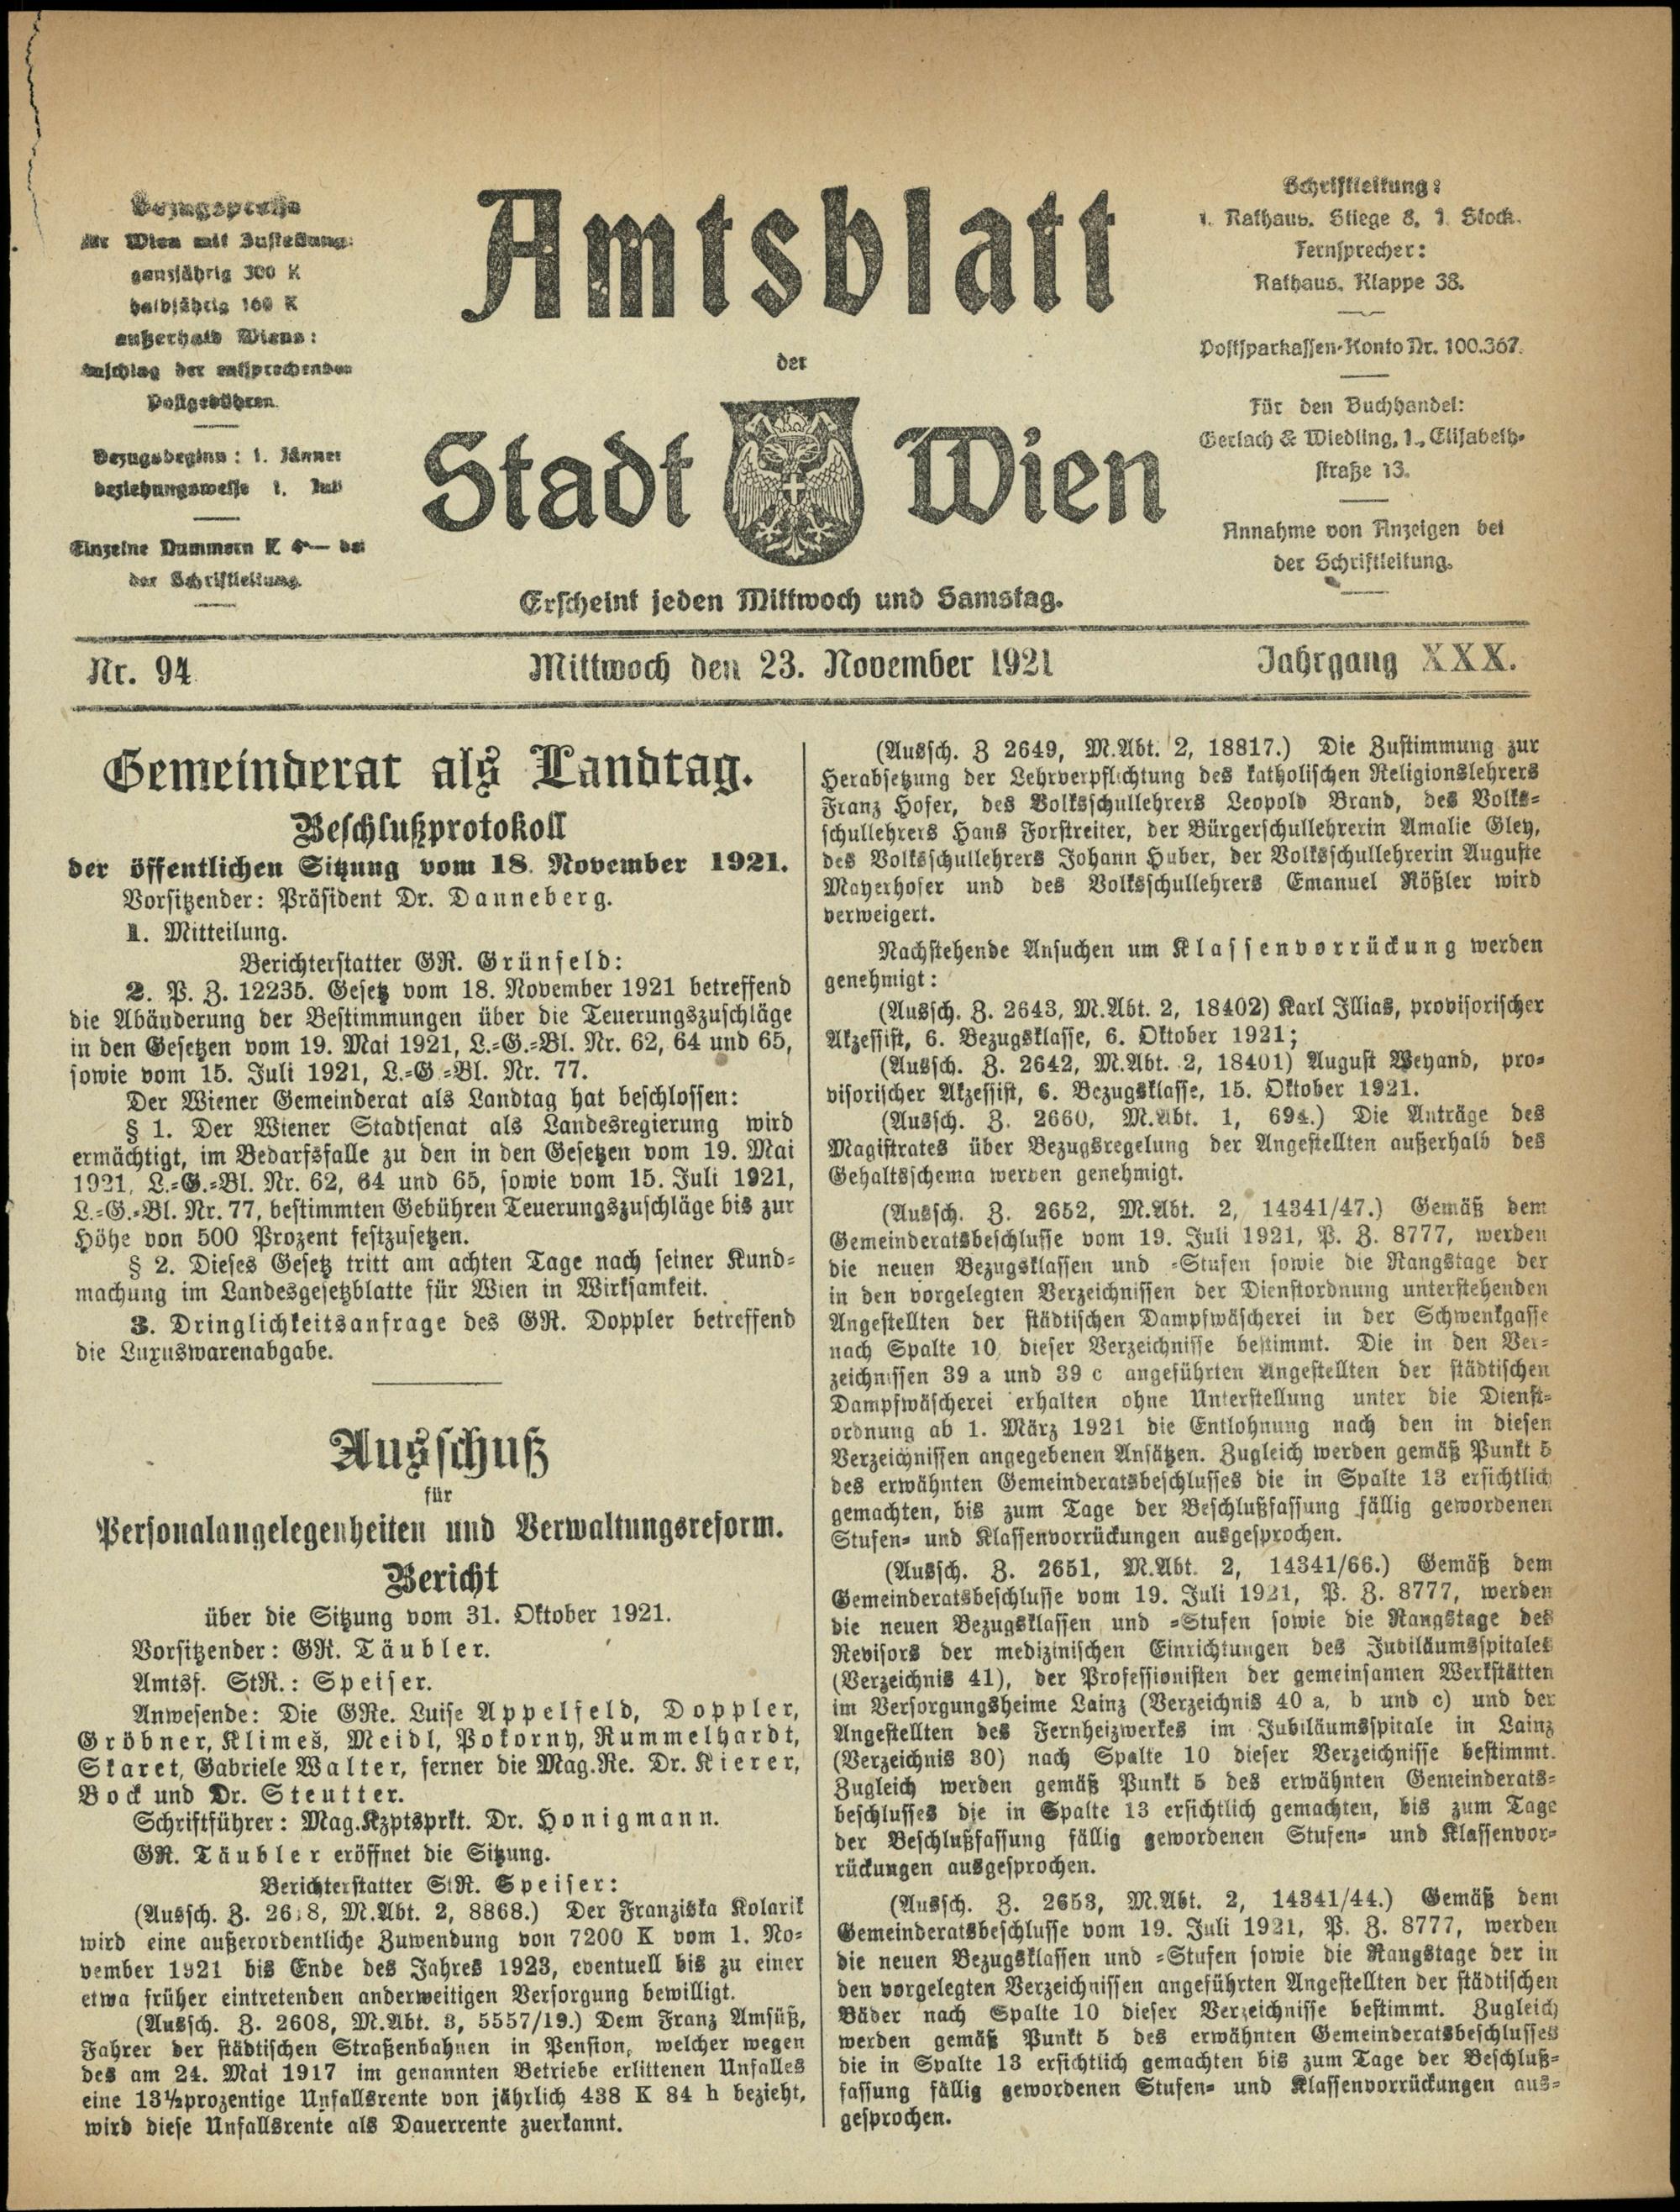 Bezugspreise
für Wien mit Zustellung:
ganzjährig 300 K
halbjährig 160 K
außerhalb Wiens:
Zuschlag der entsprechenden
Postgebühren.
Bezugsbeginn: 1. Jänner
beziehungsweise 1. Juli
Einzelne Nummern K bei
der Schriftleitung.
Amtsblatt
der
Stadt Wien
Erscheint jeden Mittwoch und Samstag.
Schriftleitung:
1. Rathaus. Stiege 8, 1. Stock.
Fernsprecher:
Rathaus, Klappe 38.
Postsparkassen-Konto Nr. 100.367.
Für den Buchhandel:
Gerlach & Wiedling, 1., Elisabeth-
straße 13.
Annahme von Anzeigen bei
der Schriftleitung.
Nr. 94
Mittwoch den 23. November 1921
Jahrgang XXX.
Gemeinderat als Landtag.
Beschlußprotokoll
der öffentlichen Sitzung vom 18. November 1921.
Vorsitzender: Präsident Dr. Danneberg.
1. Mitteilung.
Berichterstatter GR. Grünfeld:
2. P. Z. 12235. Gesetz vom 18. November 1921 betreffend
die Abänderung der Bestimmungen über die Teuerungszuschläge
in den Gesetzen vom 19. Mai 1921, L.-G.-Bl. Nr. 62, 64 und 65,
sowie vom 15. Juli 1921, L.-G.-Bl. Nr. 77.
Der Wiener Gemeinderat als Landtag hat beschlossen:
§ 1. Der Wiener Stadtsenat als Landesregierung wird
ermächtigt, im Bedarfsfalle zu den in den Gesetzen vom 19. Mai
1921, L.-G.-Bl. Nr. 62, 64 und 65, sowie vom 15. Juli 1921,
L.-G.-Bl. Nr. 77, bestimmten Gebühren Teuerungszuschläge bis zur
Höhe von 500 Prozent festzusetzen.
§ 2. Dieses Gesetz tritt am achten Tage nach seiner Kund-
machung im Landesgesetzblatte für Wien in Wirksamkeit.
3. Dringlichkeitsanfrage des GR. Doppler betreffend
die Luxuswarenabgabe.
Ausschuß
für
Personalangelegenheiten und Verwaltungsreform.
Bericht
über die Sitzung vom 31. Oktober 1921.
Vorsitzender: GR. Täubler.
Amtsf. StR.: Speiser.
Anwesende: Die GRe. Luise Appelfeld, Doppler,
Gröbner, Klimeš, Meidl, Pokorny, Rummelhardt,
Skaret, Gabriele Walter, ferner die Mag.Re. Dr. Kierer,
Bock und Dr. Steutter.
Schriftführer: Mag.Kzptsprkt. Dr. Honigmann.
GR. Täubler eröffnet die Sitzung.
Berichterstatter StR. Speiser:
(Aussch. Z. M.Abt. 2, 8868.) Der Franziska Kolarik
wird eine außerordentliche Zuwendung von 7200 K vom 1. No-
vember 1921 bis Ende des Jahres 1923, eventuell bis zu einer
etwa früher eintretenden anderweitigen Versorgung bewilligt.
(Aussch. Z. 2608, M.Abt. 3, 5557/19.) Dem Franz Amsüß,
Fahrer der städtischen Straßenbahnen in Pension, welcher wegen
des am 24. Mai 1917 im genannten Betriebe erlittenen Unfalles
eine 13½prozentige Unfallsrente von jährlich 438 K 84 h bezieht,
wird diese Unfallsrente als Dauerrente zuerkannt.
(Aussch. Z 2649, M.Abt. 2, 18817.) Die Zustimmung zur
Herabsetzung der Lehrverpflichtung des katholischen Religionslehrers
Franz Hofer, des Volksschullehrers Leopold Brand, des Volks-
schullehrers Hans Forstreiter, der Bürgerschullehrerin Amalie Gley,
des Volksschullehrers Johann Huber, der Volksschullehrerin Auguste
Mayerhofer und des Volksschullehrers Emanuel Rößler wird
verweigert.
Nachstehende Ansuchen um Klassenvorrückung werden
genehmigt:
(Aussch. Z. 2643, M.Abt. 2, 18402) Karl Illias, provisorischer
Akzessist, 6. Bezugsklasse, 6. Oktober 1921;
(Aussch. Z. 2642, M.Abt. 2, 18401) August Weyand, pro-
visorischer Akzessist, 6. Bezugsklasse, 15. Oktober 1921.
(Aussch. Z. 2660, M.Abt. 1, 694.) Die Anträge des
Magistrates über Bezugsregelung der Angestellten außerhalb des
Gehaltsschema werden genehmigt.
(Aussch. Z. 2652, M.Abt. 2, 14341/47.) Gemäß dem
Gemeinderatsbeschlusse vom 19. Juli 1921, P. Z. 8777, werden
die neuen Bezugsklassen und -Stufen sowie die Rangstage der
in den vorgelegten Verzeichnissen der Dienstordnung unterstehenden
Angestellten der städtischen Dampfwäscherei in der Schwenkgasse
nach Spalte 10 dieser Verzeichnisse bestimmt. Die in den Ver-
zeichnissen 39 a und 39 c angeführten Angestellten der städtischen
Dampfwäscherei erhalten ohne Unterstellung unter die Dienst-
ordnung ab 1. März 1921 die Entlohnung nach den in diesen
Verzeichnissen angegebenen Ansätzen. Zugleich werden gemäß Punkt 5
des erwähnten Gemeinderatsbeschlusses die in Spalte 13 ersichtlich
gemachten, bis zum Tage der Beschlußfassung fällig gewordenen
Stufen- und Klassenvorrückungen ausgesprochen.
(Aussch. Z. 2651, M.Abt. 2, 14341/66.) Gemäß dem
Gemeinderatsbeschlusse vom 19. Juli 1921, P. Z. 8777, werden
die neuen Bezugsklassen und -Stufen sowie die Rangstage des
Revisors der medizinischen Einrichtungen des Jubiläumsspitales
(Verzeichnis 41), der Professionisten der gemeinsamen Werkstätten
im Versorgungsheime Lainz (Verzeichnis 40 a, b und c) und der
Angestellten des Fernheizwerkes im Jubiläumsspitale in Lainz
(Verzeichnis 30) nach Spalte 10 dieser Verzeichnisse bestimmt.
Zugleich werden gemäß Punkt 5 des erwähnten Gemeinderats-
beschlusses die in Spalte 13 ersichtlich gemachten, bis zum Tage
der Beschlußfassung fällig gewordenen Stufen- und Klassenvor-
rückungen ausgesprochen.
(Aussch. Z. 2653, M.Abt. 2, 14341/44.) Gemäß dem
Gemeinderatsbeschlusse vom 19. Juli 1921, P. Z. 8777, werden
die neuen Bezugsklassen und -Stufen sowie die Rangstage der in
den vorgelegten Verzeichnissen angeführten Angestellten der städtischen
Bäder nach Spalte 10 dieser Verzeichnisse bestimmt. Zugleich
werden gemäß Punkt 5 des erwähnten Gemeinderatsbeschlusses
die in Spalte 13 ersichtlich gemachten bis zum Tage der Beschluß-
fassung fällig gewordenen Stufen- und Klassenvorrückungen aus-
gesprochen.